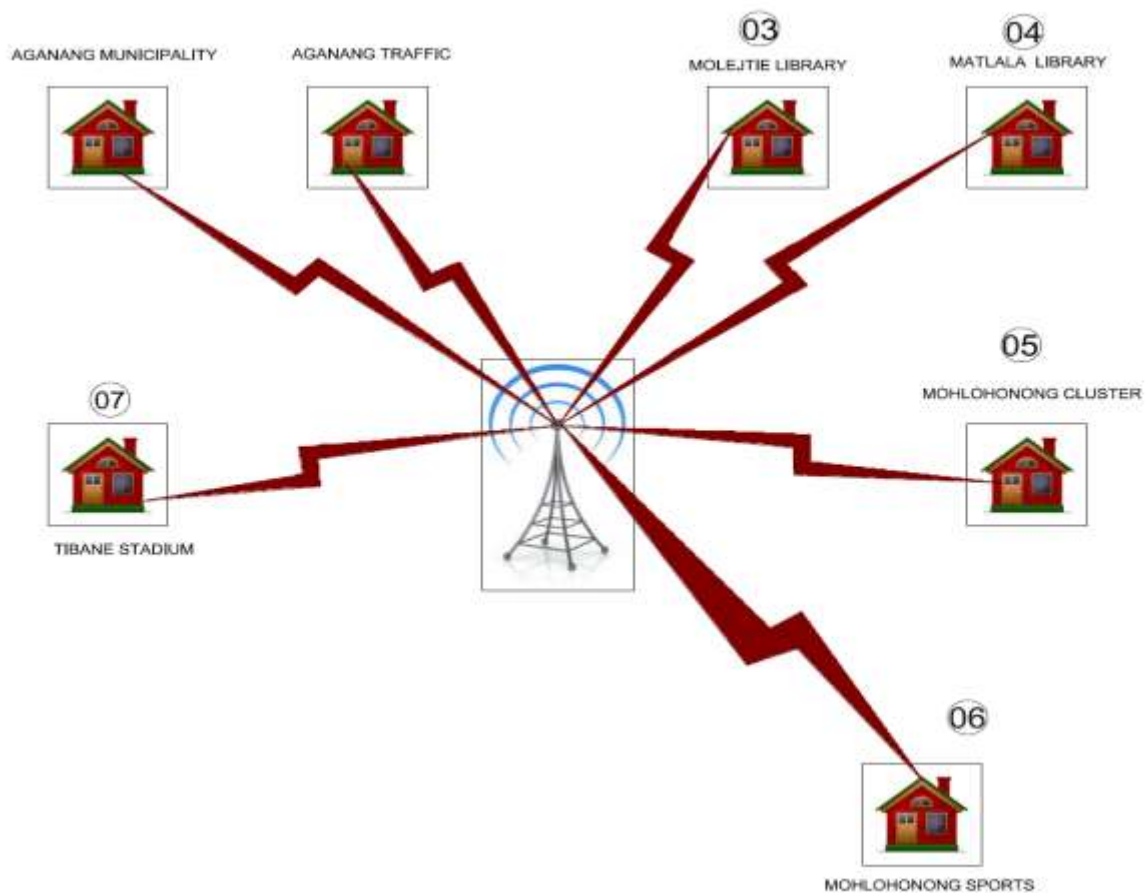 AGANANG MUNICIPALITY
AGANANG TRAFFIC
03
MOLEJTIE LIBRARY
04
MATLALA LIBRARY
05
MOHLOHONONG CLUSTER
07
TIBANE STADIUM
06
MOHLOHONONG SPORTS